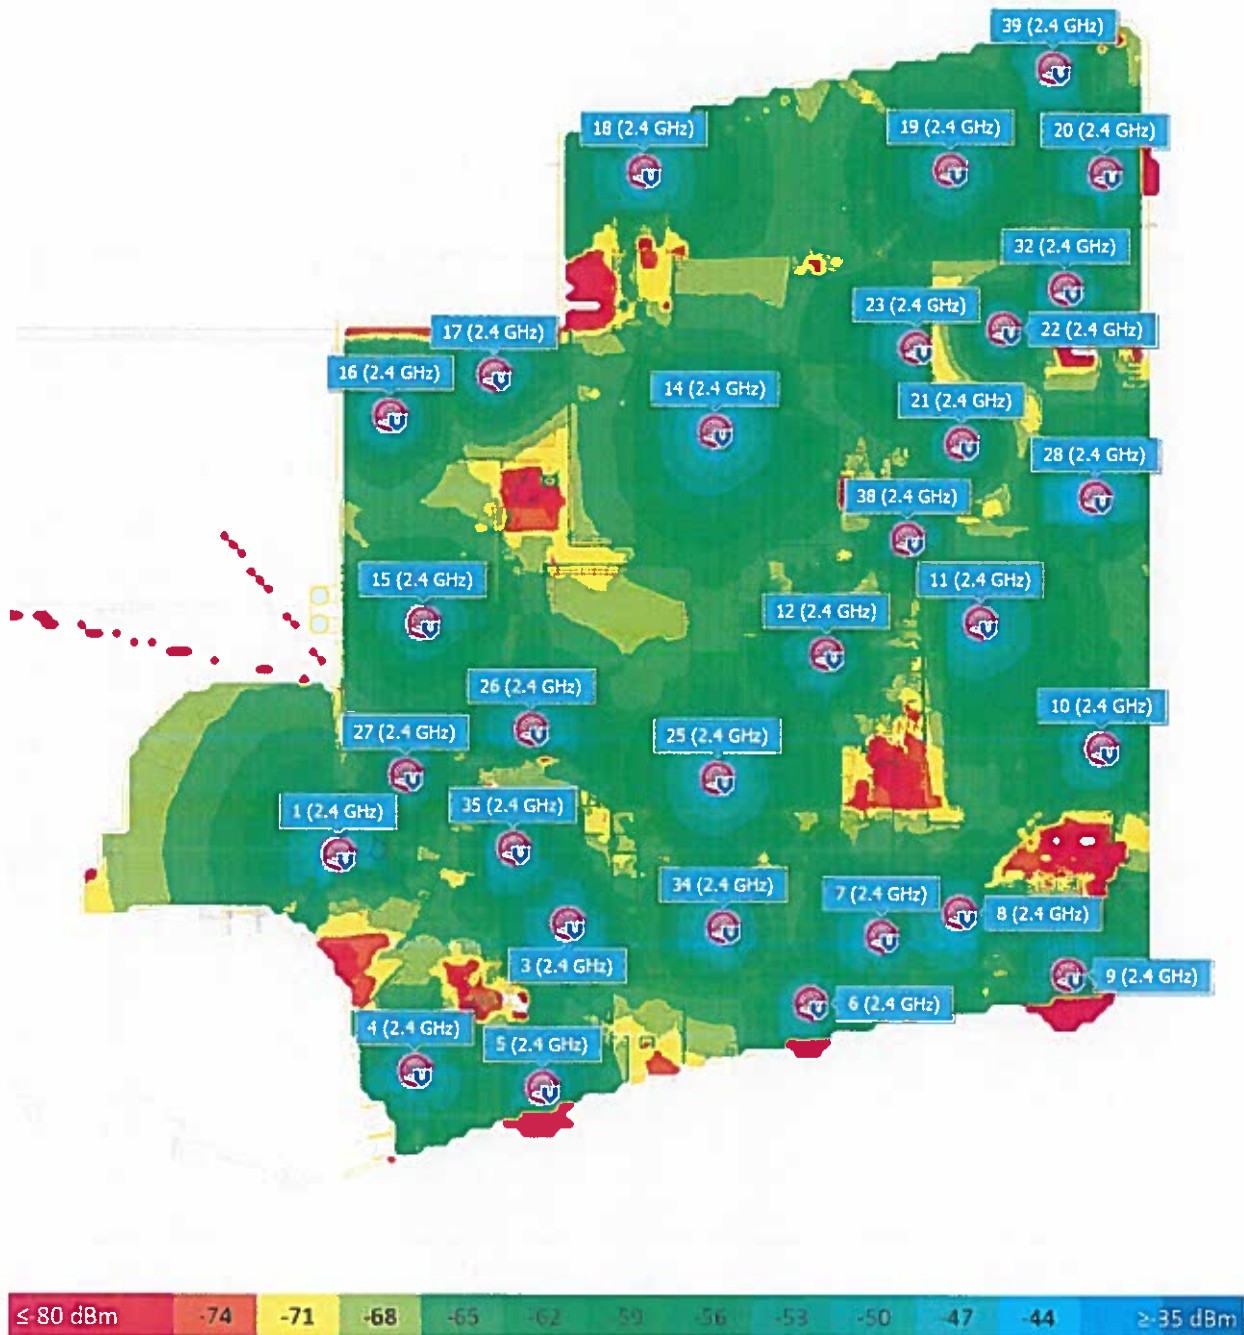 39 (2.4 GHz)
18 (2.4 GHz)
19 (2.4 GHz)
20 (2.4 GHz)
32 (2.4 GHz)
23 (2.4 GHz)
17 (2.4 GHz)
22 (2.4 GHz)
16 (2.4 GHz)
14 (2.4 GHz)
21 (2.4 GHz)
28 (2.4 GHz)
38 (2.4 GHz)
15 (2.4 GHz)
11 (2.4 GHz)
12 (2.4 GHz)
26 (2.4 GHz)
10 (2.4 GHz)
27 (2.4 GHz)
25 (2.4 GHz)
1 (2.4 GHz)
35 (2.4 GHz)
34 (2.4 GHz)
7 (2.4 GHz)
8 (2.4 GHz)
3 (2.4 GHz)
9 (2.4 GHz)
6 (2.4 GHz)
4 (2.4 GHz)
5 (2.4 GHz)
≤-80 dBm -74 -71 -68 -65 -62 -59 -56 -53 -50 -47 -44 ≥-35 dBm